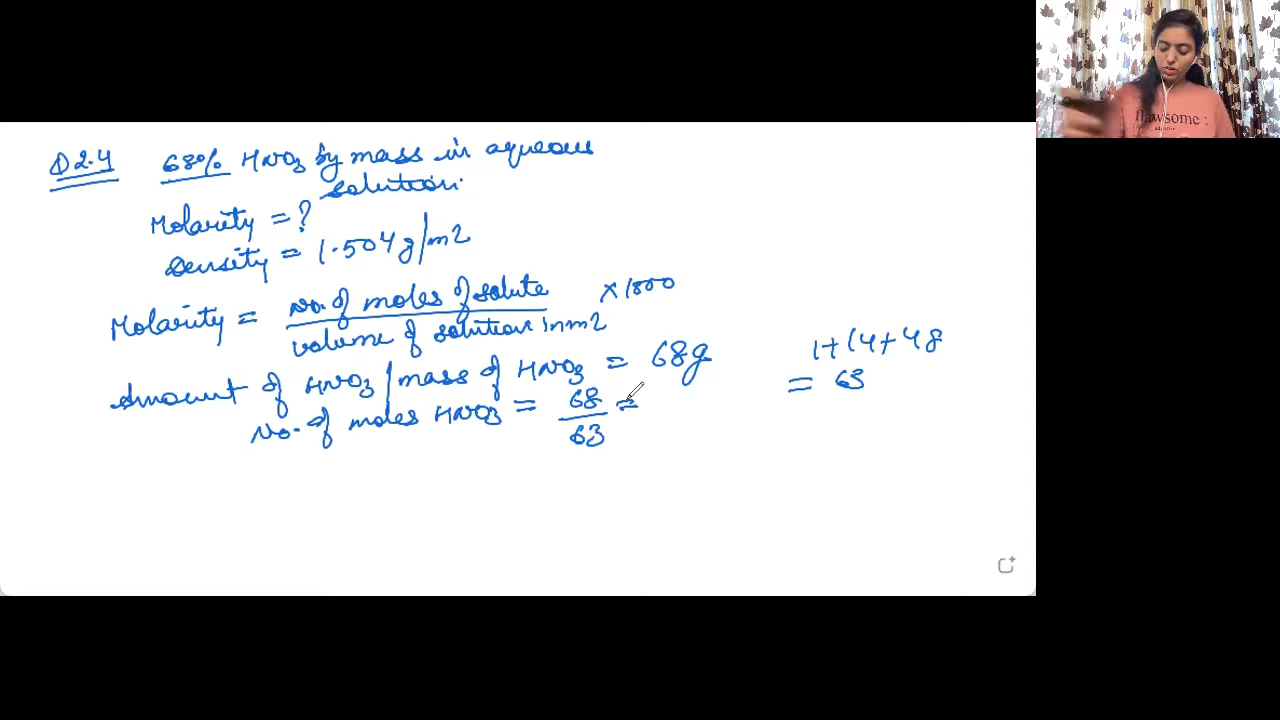 Q2.4 68% HNO3 by mass in aqueous
solution.
Molarity = ?
Density = 1.504 g/ml
Molarity = No. of moles of solute × 1000
volume of solution in ml
Amount of HNO3/mass of HNO3 = 68g
1+14+48
= 63
No. of moles HNO3 = 68 =
63
flawsome :